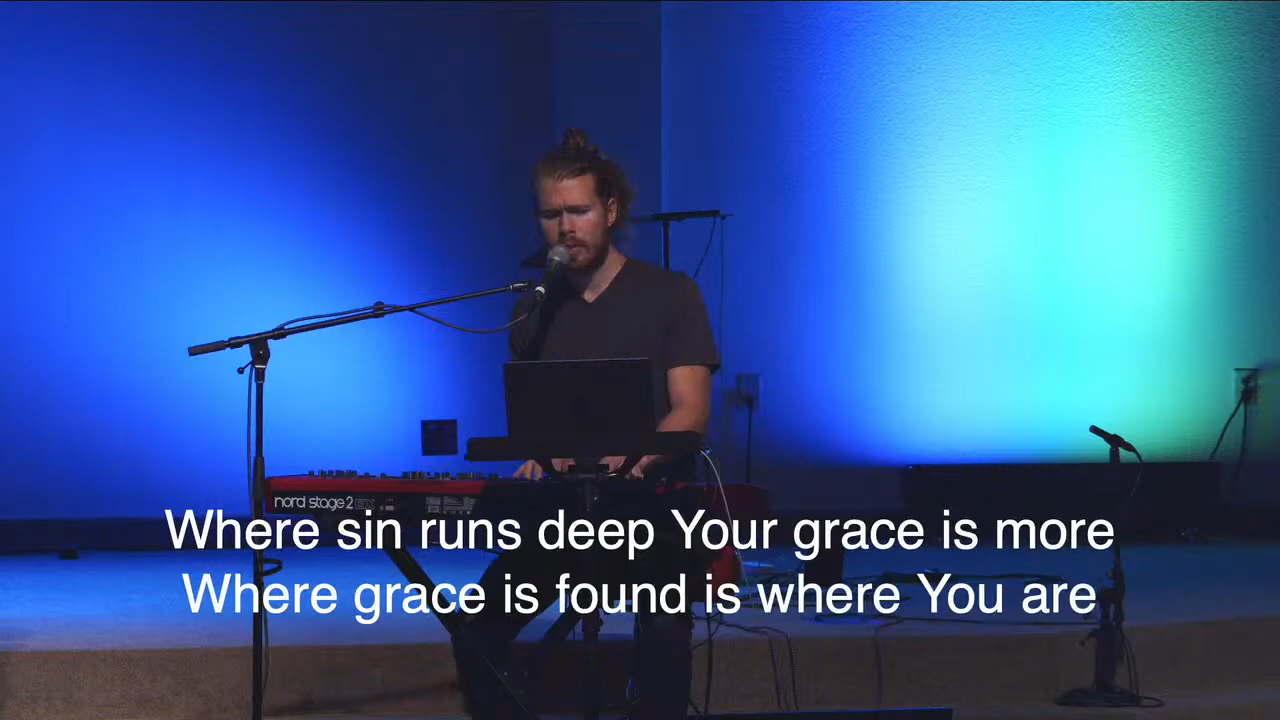 nord stage 2 EX
Where sin runs deep Your grace is more
Where grace is found is where You are